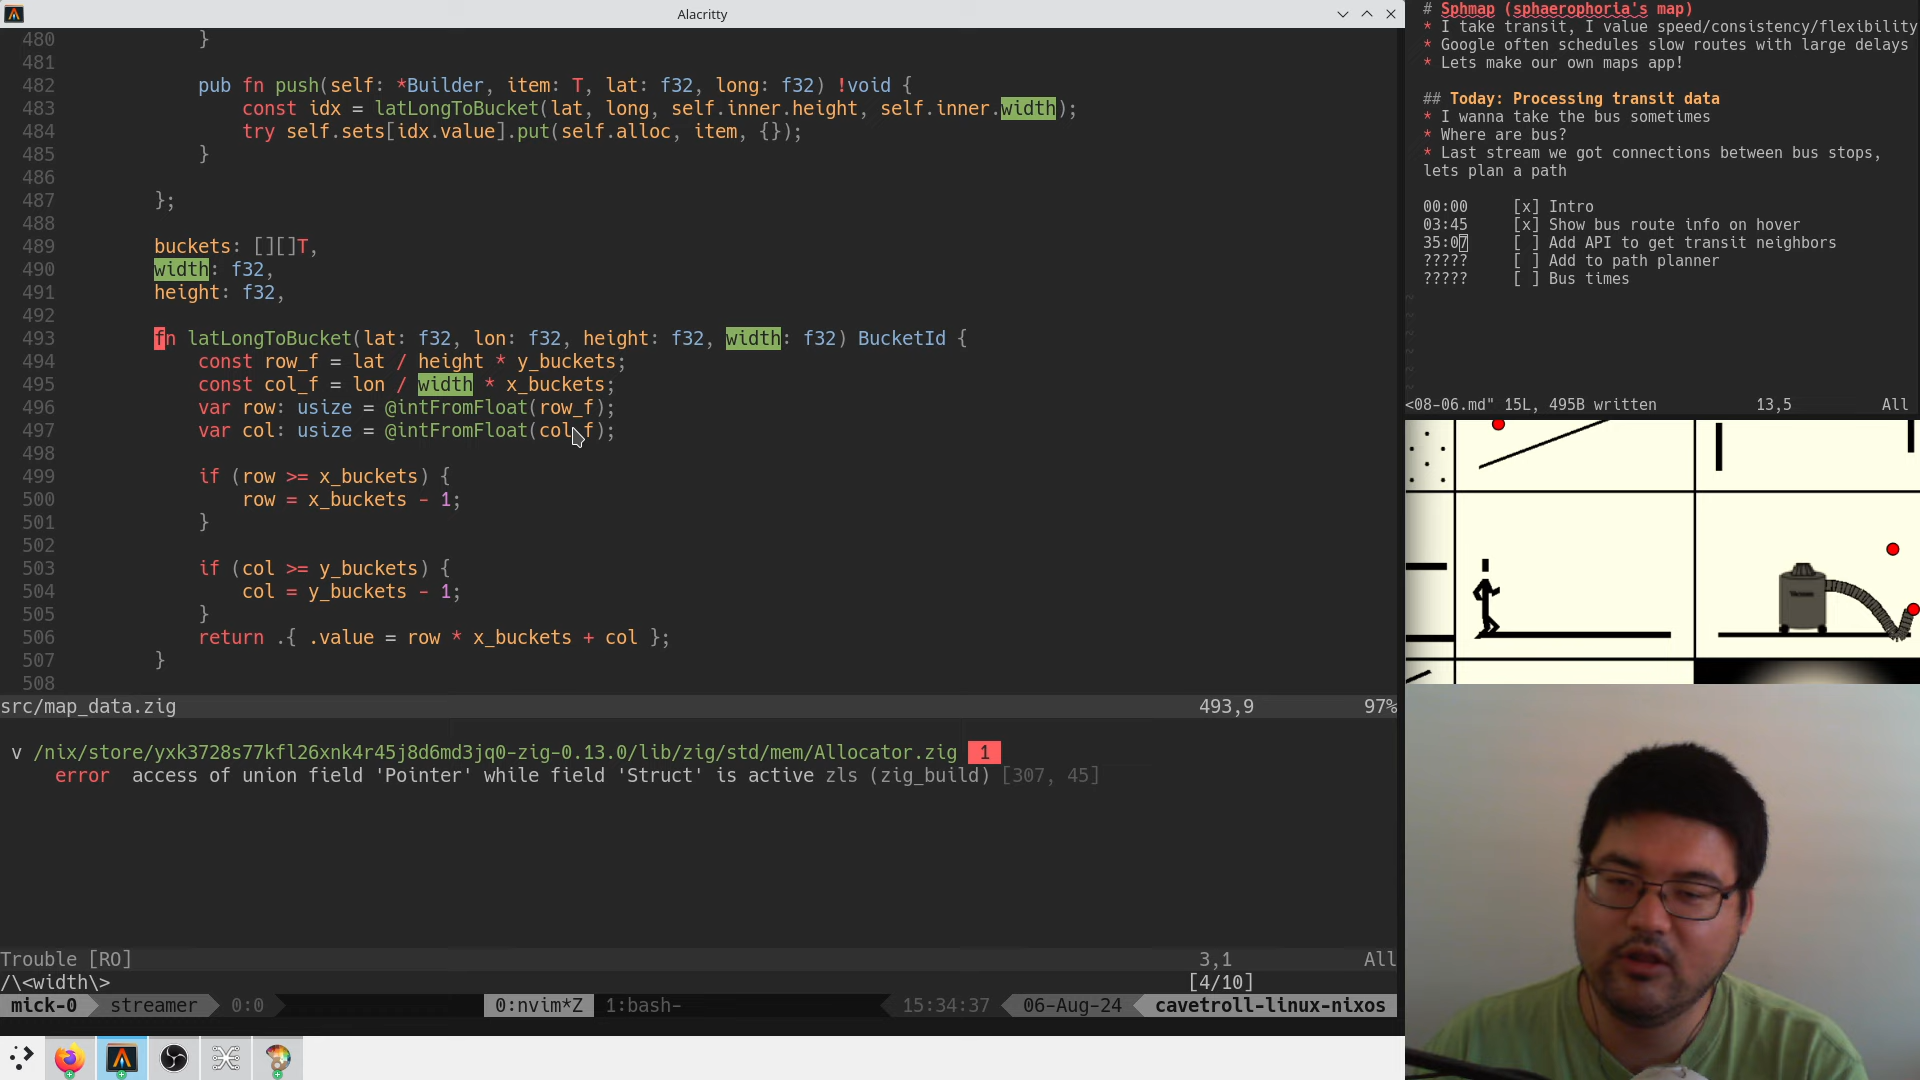 Alacritty
480 }
481
482 pub fn push(self: *Builder, item: T, lat: f32, long: f32) !void {
483 const idx = latLongToBucket(lat, long, self.inner.height, self.inner.width);
484 try self.sets[idx.value].put(self.alloc, item, {});
485 }
486
487 };
488
489 buckets: [][]T,
490 width: f32,
491 height: f32,
492
493 fn latLongToBucket(lat: f32, lon: f32, height: f32, width: f32) BucketId {
494 const row_f = lat / height * y_buckets;
495 const col_f = lon / width * x_buckets;
496 var row: usize = @intFromFloat(row_f);
497 var col: usize = @intFromFloat(col_f);
498
499 if (row >= x_buckets) {
500 row = x_buckets - 1;
501 }
502
503 if (col >= y_buckets) {
504 col = y_buckets - 1;
505 }
506 return .{ .value = row * x_buckets + col };
507 }
508
src/map_data.zig 493,9 97%
v /nix/store/yxk3728s77kfl26xnk4r45j8d6md3jq0-zig-0.13.0/lib/zig/std/mem/Allocator.zig 1
error access of union field 'Pointer' while field 'Struct' is active zls (zig_build) [307, 45]
Trouble [RO] 3,1 All
/\<width\> [4/10]
mick-0 streamer 0:0 0:nvim*Z 1:bash- 15:34:37 06-Aug-24 cavetroll-linux-nixos
# Sphmap (sphaerophoria's map)
* I take transit, I value speed/consistency/flexibility
* Google often schedules slow routes with large delays
* Lets make our own maps app!
## Today: Processing transit data
* I wanna take the bus sometimes
* Where are bus?
* Last stream we got connections between bus stops,
lets plan a path
00:00 [x] Intro
03:45 [x] Show bus route info on hover
35:07 [ ] Add API to get transit neighbors
????? [ ] Add to path planner
????? [ ] Bus times
~
~
~
~
~
~
<08-06.md" 15L, 495B written 13,5 All
Vacuum